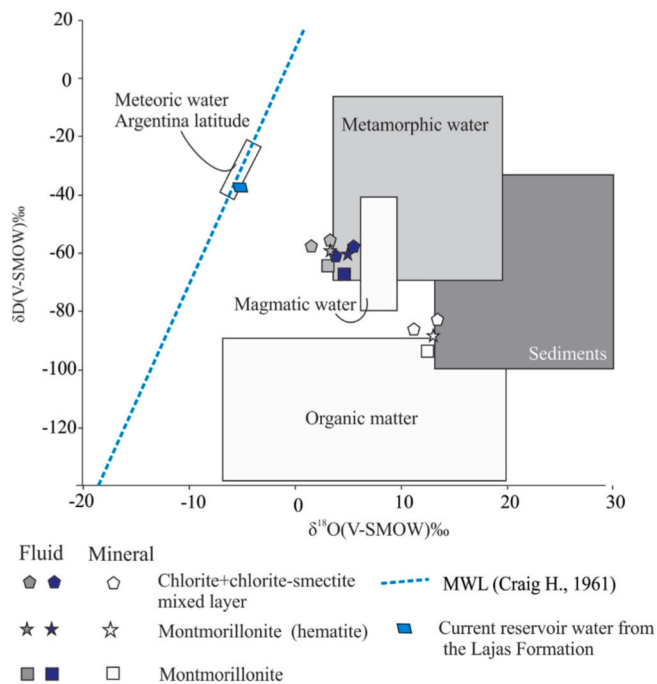 20
0
-20
-40
-60
-80
-100
-120
δD(V-SMOW)‰
Meteoric water
Argentina latitude
Metamorphic water
Magmatic water
Sediments
Organic matter
-20
-10
0
10
20
30
δ¹⁸O(V-SMOW)‰
Fluid Mineral
Chlorite+chlorite-smectite
mixed layer
Montmorillonite (hematite)
Montmorillonite
MWL (Craig H., 1961)
Current reservoir water from
the Lajas Formation